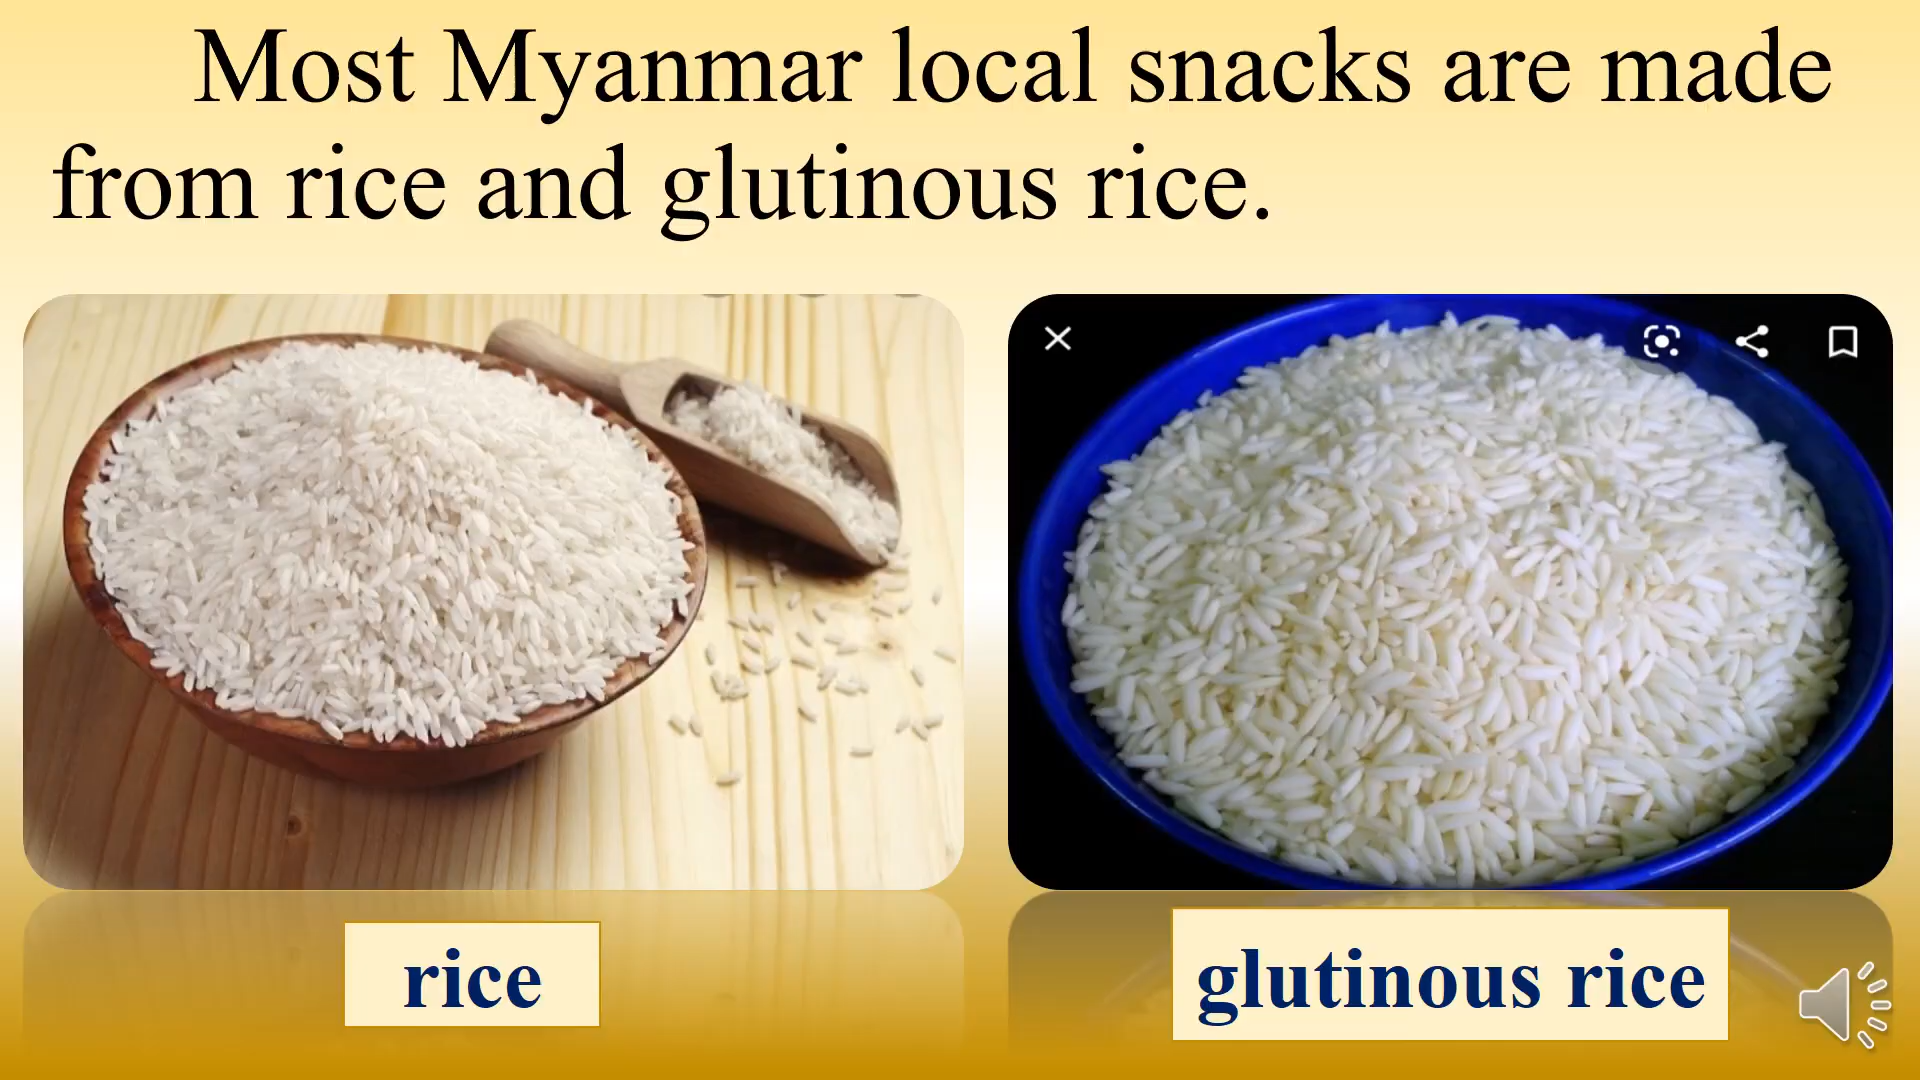 Most Myanmar local snacks are made
from rice and glutinous rice.
rice
glutinous rice